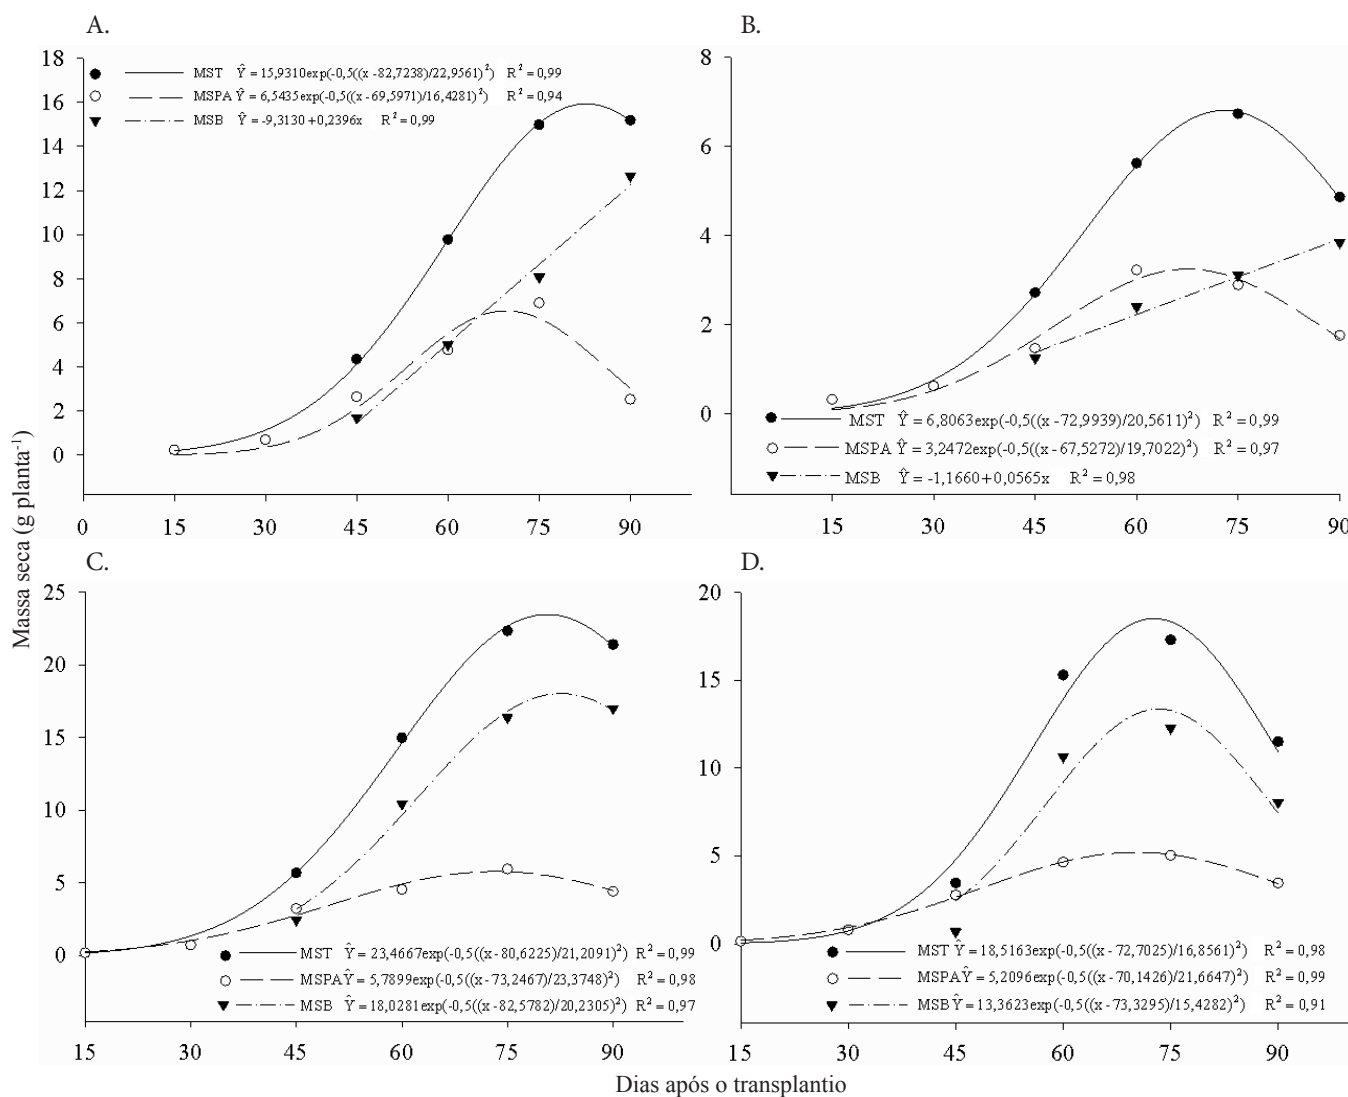 A.
18
16
14
12
10
8
6
4
2
0
MST Ŷ = 15,9310exp(-0,5((x - 82,7238)/22,9561)²) R² = 0,99
MSPA Ŷ = 6,5435exp(-0,5((x - 69,5971)/16,4281)²) R² = 0,94
MSB Ŷ = -9,3130 + 0,2396x R² = 0,99
0 15 30 45 60 75 90
B.
8
6
4
2
0
MST Ŷ = 6,8063exp(-0,5((x - 72,9939)/20,5611)²) R² = 0,99
MSPA Ŷ = 3,2472exp(-0,5((x - 67,5272)/19,7022)²) R² = 0,97
MSB Ŷ = -1,1660 + 0,0565x R² = 0,98
15 30 45 60 75 90
Massa seca (g planta⁻¹)
C.
25
20
15
10
5
0
MST Ŷ = 23,4667exp(-0,5((x - 80,6225)/21,2091)²) R² = 0,99
MSPA Ŷ = 5,7899exp(-0,5((x - 73,2467)/23,3748)²) R² = 0,98
MSB Ŷ = 18,0281exp(-0,5((x - 82,5782)/20,2305)²) R² = 0,97
15 30 45 60 75 90
D.
20
15
10
5
0
MST Ŷ = 18,5163exp(-0,5((x - 72,7025)/16,8561)²) R² = 0,98
MSPA Ŷ = 5,2096exp(-0,5((x - 70,1426)/21,6647)²) R² = 0,99
MSB Ŷ = 13,3623exp(-0,5((x - 73,3295)/15,4282)²) R² = 0,91
15 30 45 60 75 90
Dias após o transplantio